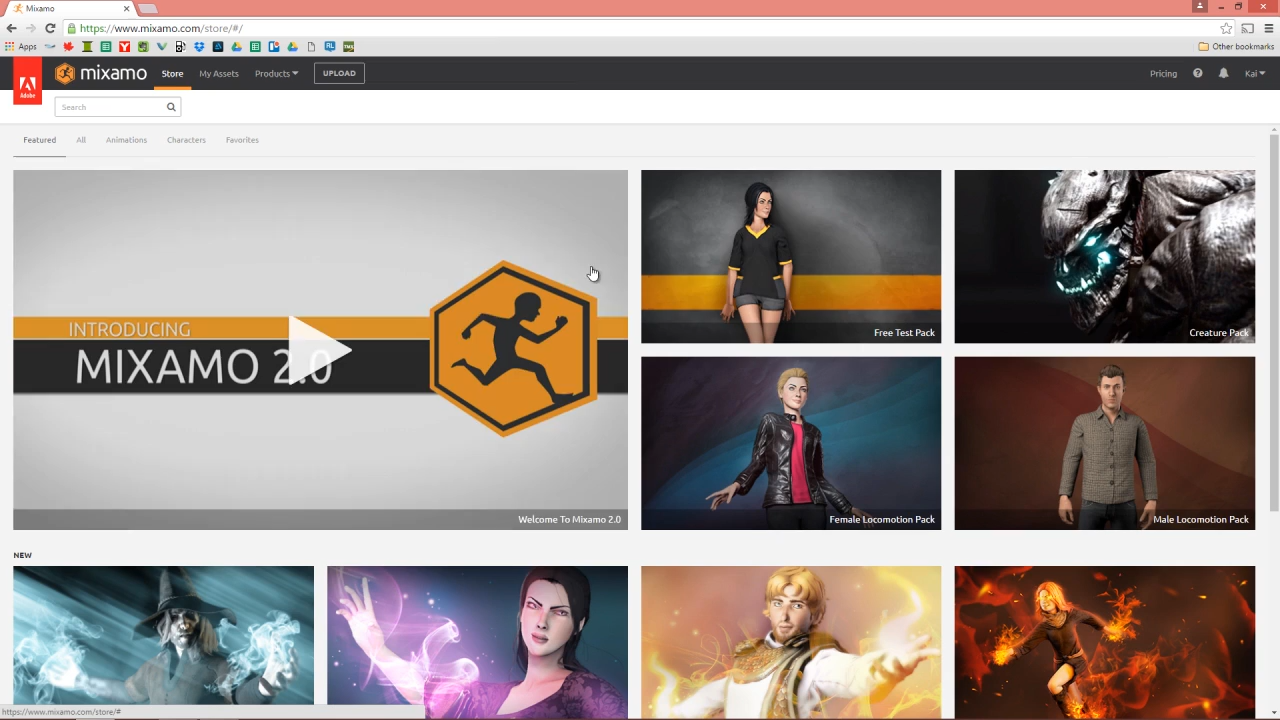 Mixamo
https://www.mixamo.com/store/#/
Apps
Other bookmarks
Adobe
mixamo
Store
My Assets
Products
UPLOAD
Pricing
?
Kai
Search
Featured
All
Animations
Characters
Favorites
INTRODUCING
MIXAMO 2.0
Welcome To Mixamo 2.0
Free Test Pack
Creature Pack
Female Locomotion Pack
Male Locomotion Pack
NEW
https://www.mixamo.com/store/#